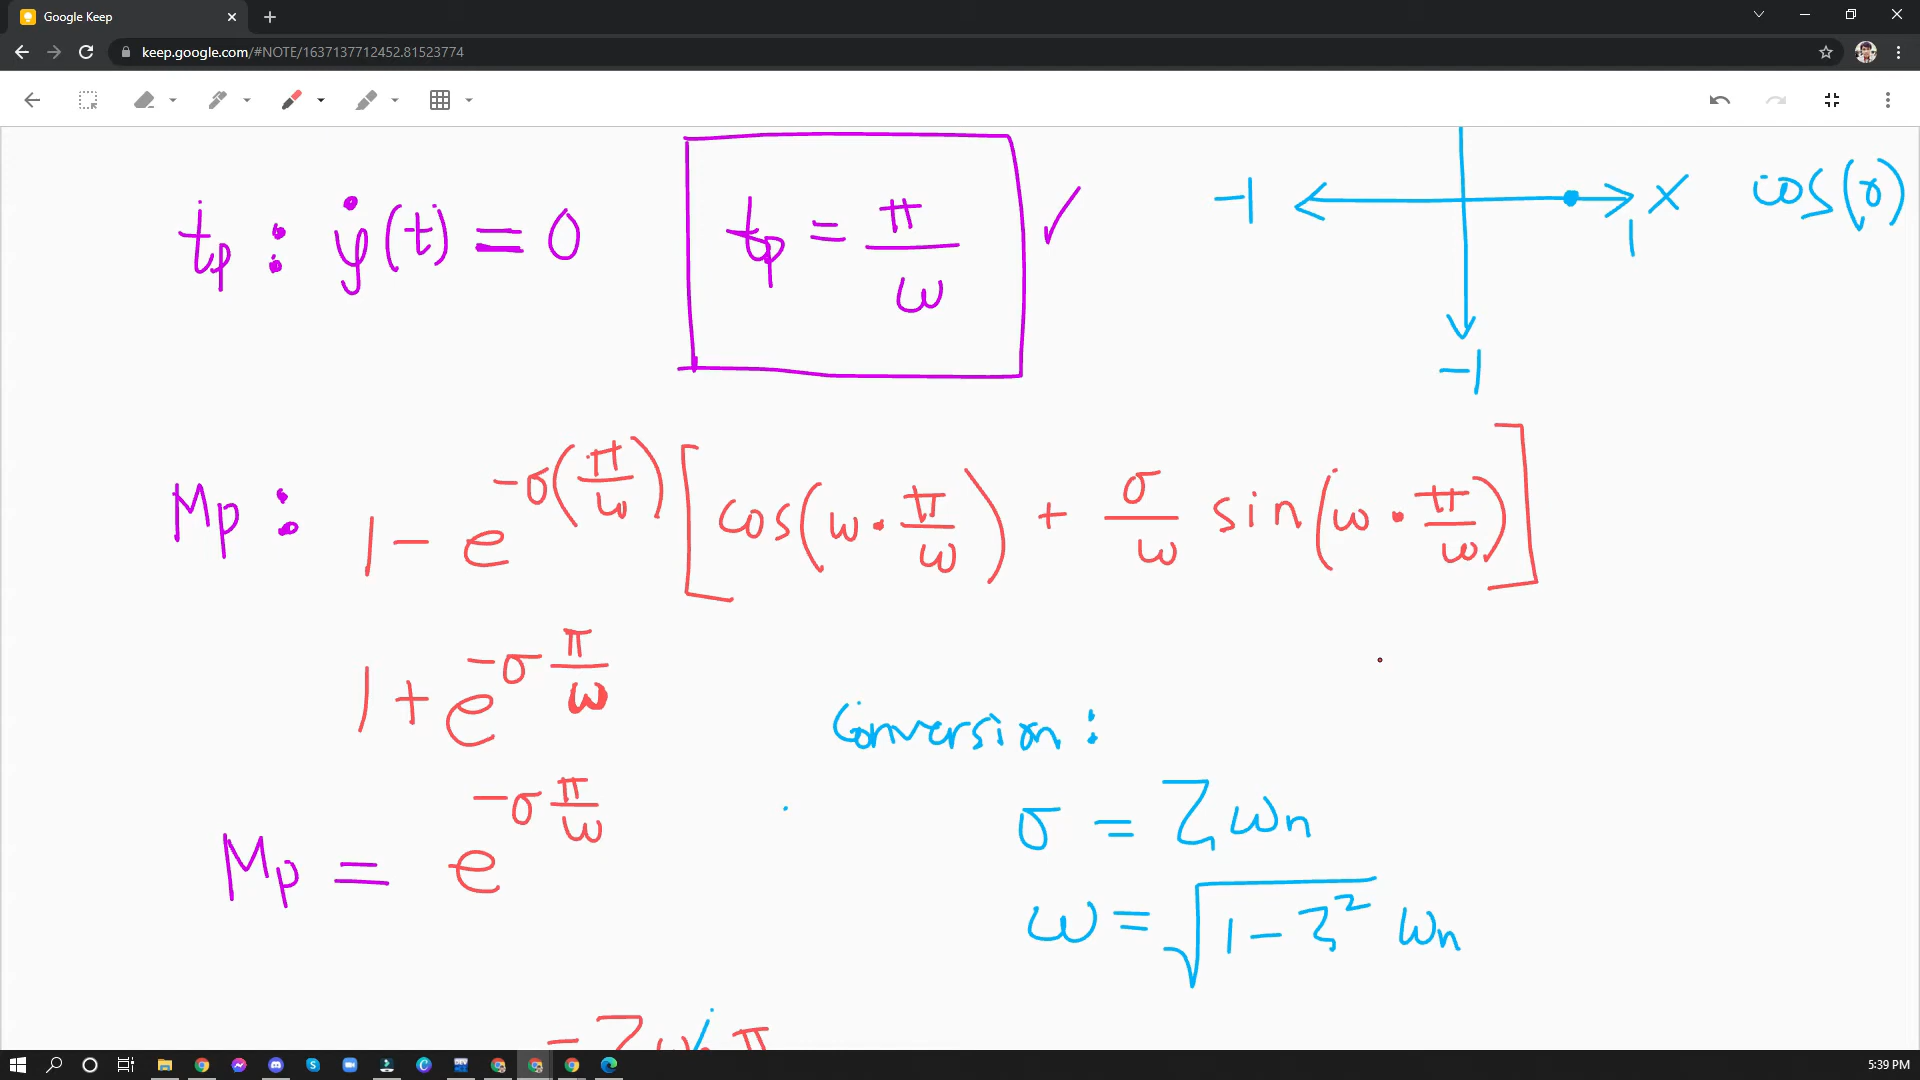 Google Keep
keep.google.com/#NOTE/1637137712452.81523774
tp : ẏ(t) = 0
tp = π/ω ✓
-1
x
1
cos(σ)
-1
Mp : 1 - e^(-σ(π/ω)) [cos(ω · π/ω) + σ/ω sin(ω · π/ω)]
1 + e^(-σ π/ω)
Conversion :
Mp = e^(-σ π/ω)
σ = ζ ωn
ω = √(1 - ζ²) ωn
5:39 PM